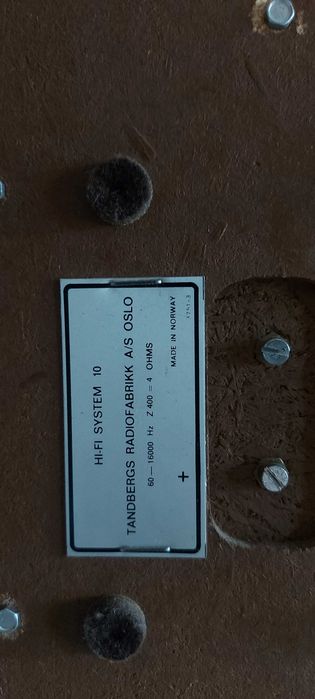 HI-FI SYSTEM 10
TANDBERGS RADIOFABRIKK A/S OSLO
60 — 16000 Hz Z 400 = 4 OHMS
MADE IN NORWAY
+